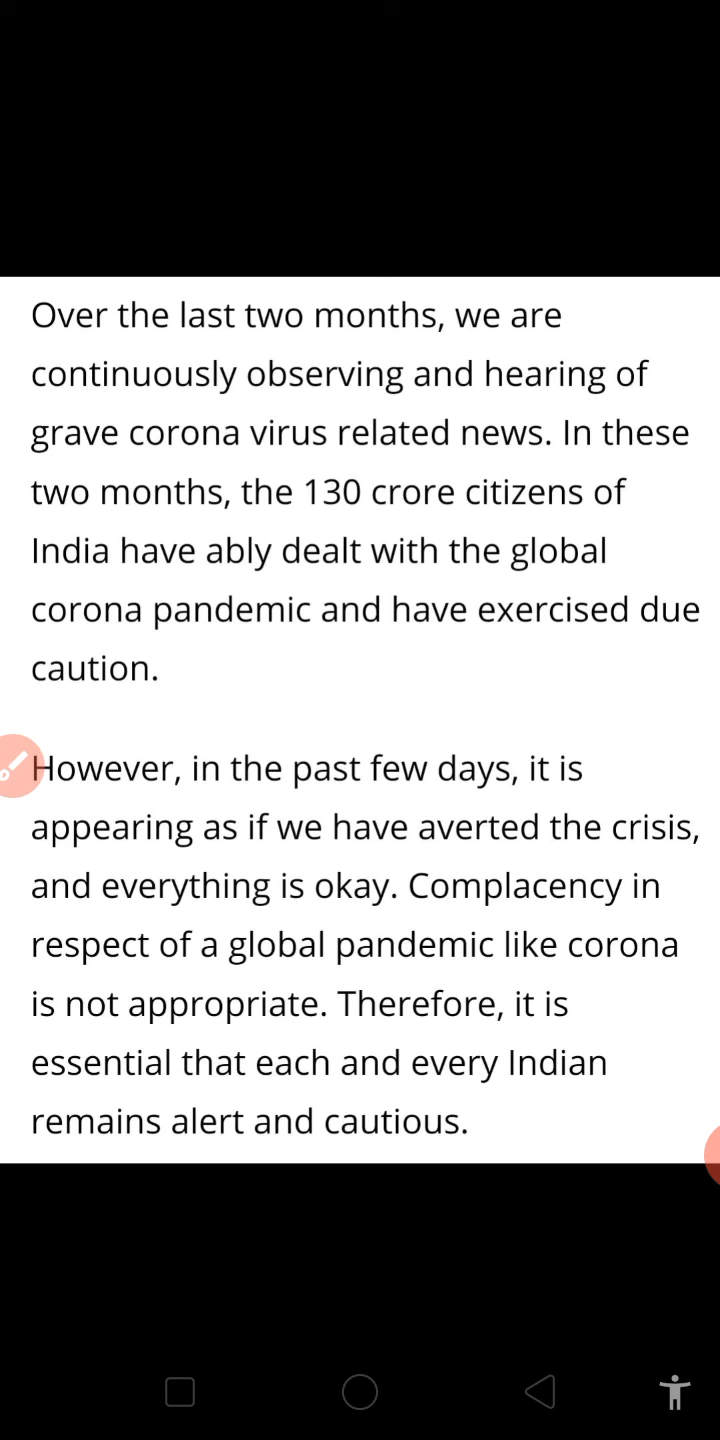 Over the last two months, we are
continuously observing and hearing of
grave corona virus related news. In these
two months, the 130 crore citizens of
India have ably dealt with the global
corona pandemic and have exercised due
caution.
However, in the past few days, it is
appearing as if we have averted the crisis,
and everything is okay. Complacency in
respect of a global pandemic like corona
is not appropriate. Therefore, it is
essential that each and every Indian
remains alert and cautious.